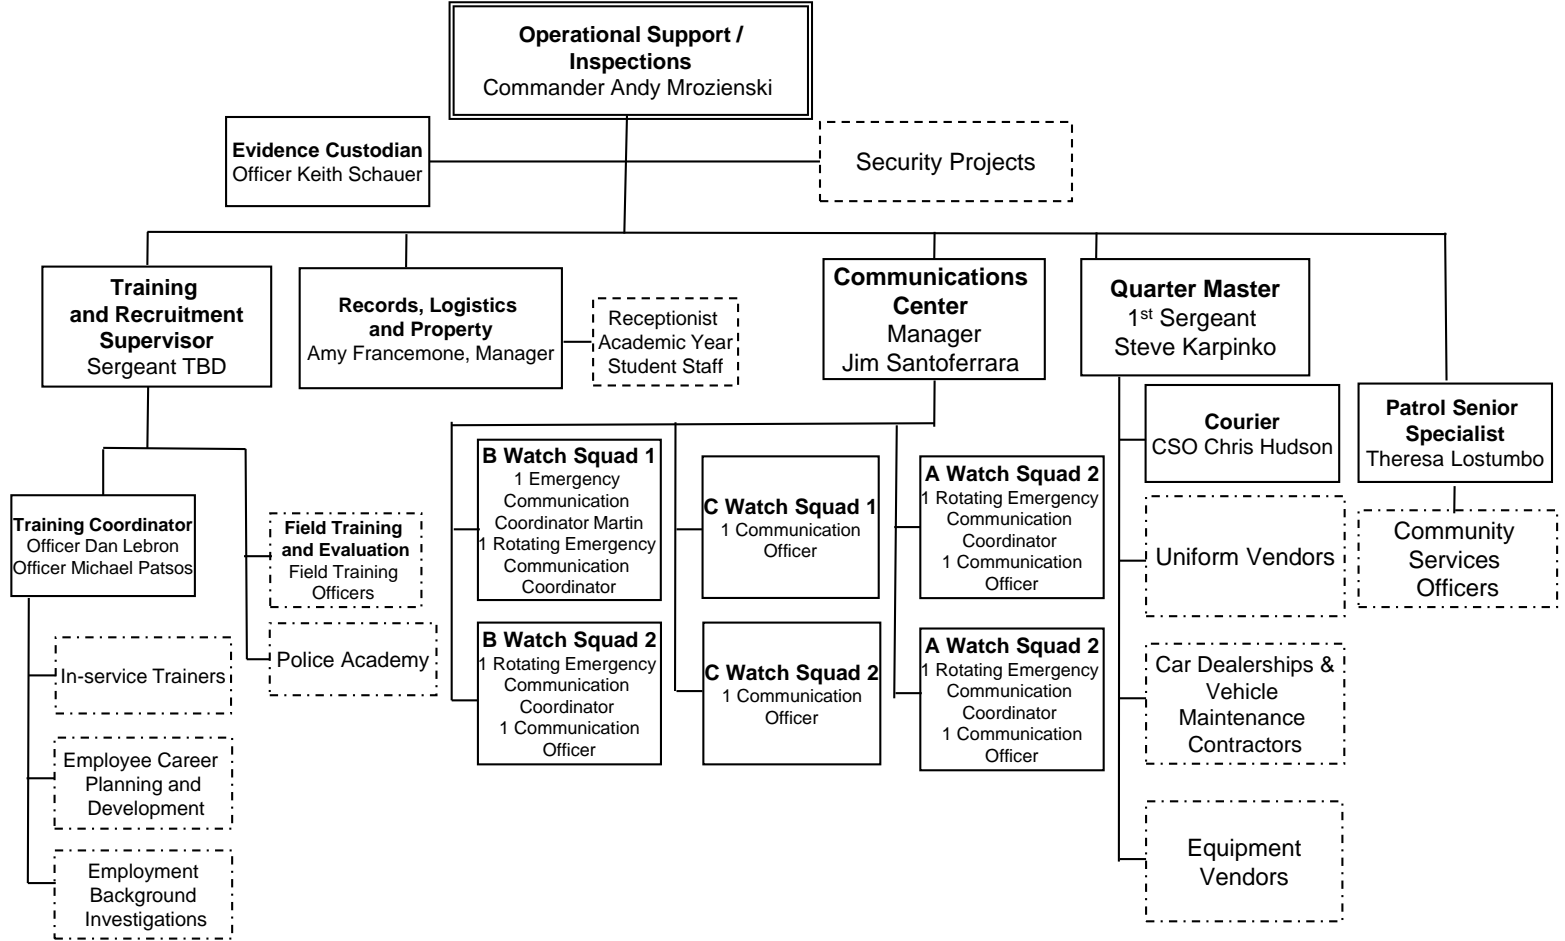 Operational Support /
Inspections
Commander Andy Mrozienski
Evidence Custodian
Officer Keith Schauer
Security Projects
Training
and Recruitment
Supervisor
Sergeant TBD
Records, Logistics
and Property
Amy Francemone, Manager
Receptionist
Academic Year
Student Staff
Communications
Center
Manager
Jim Santoferrara
Quarter Master
1st Sergeant
Steve Karpinko
Courier
CSO Chris Hudson
Patrol Senior
Specialist
Theresa Lostumbo
Training Coordinator
Officer Dan Lebron
Officer Michael Patsos
Field Training
and Evaluation
Field Training
Officers
B Watch Squad 1
1 Emergency
Communication
Coordinator Martin
1 Rotating Emergency
Communication
Coordinator
C Watch Squad 1
1 Communication
Officer
A Watch Squad 2
1 Rotating Emergency
Communication
Coordinator
1 Communication
Officer
Uniform Vendors
Community
Services
Officers
In-service Trainers
Police Academy
B Watch Squad 2
1 Rotating Emergency
Communication
Coordinator
1 Communication
Officer
C Watch Squad 2
1 Communication
Officer
A Watch Squad 2
1 Rotating Emergency
Communication
Coordinator
1 Communication
Officer
Car Dealerships &
Vehicle
Maintenance
Contractors
Employee Career
Planning and
Development
Employment
Background
Investigations
Equipment
Vendors